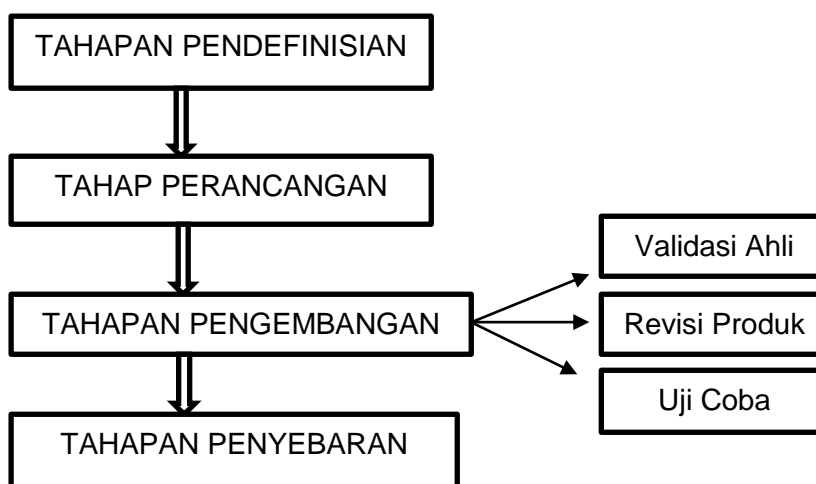 TAHAPAN PENDEFINISIAN
TAHAP PERANCANGAN
Validasi Ahli
TAHAPAN PENGEMBANGAN
Revisi Produk
Uji Coba
TAHAPAN PENYEBARAN